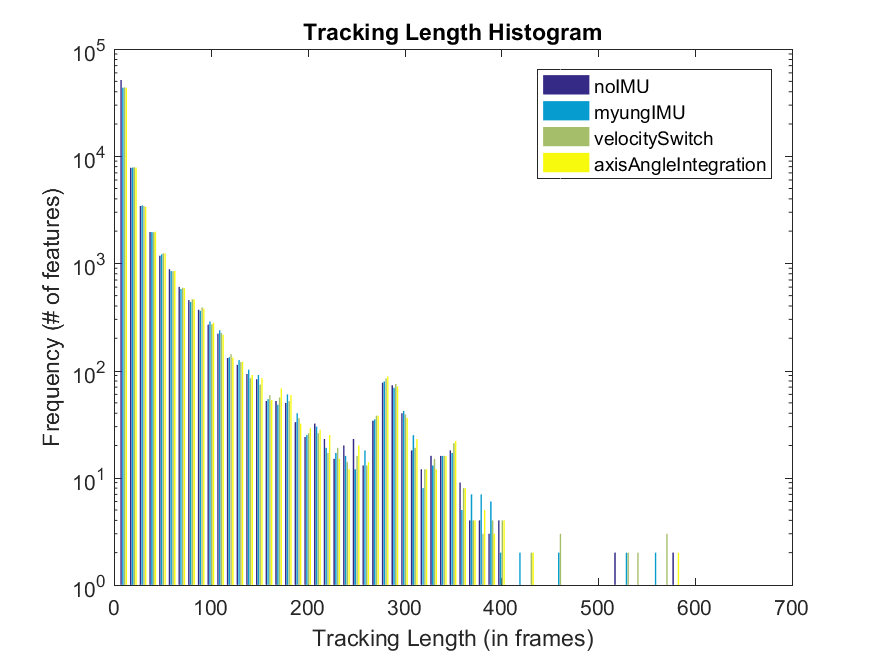 Tracking Length Histogram
noIMU
myungIMU
velocitySwitch
axisAngleIntegration
Frequency (# of features)
10^5
10^4
10^3
10^2
10^1
10^0
0 100 200 300 400 500 600 700
Tracking Length (in frames)